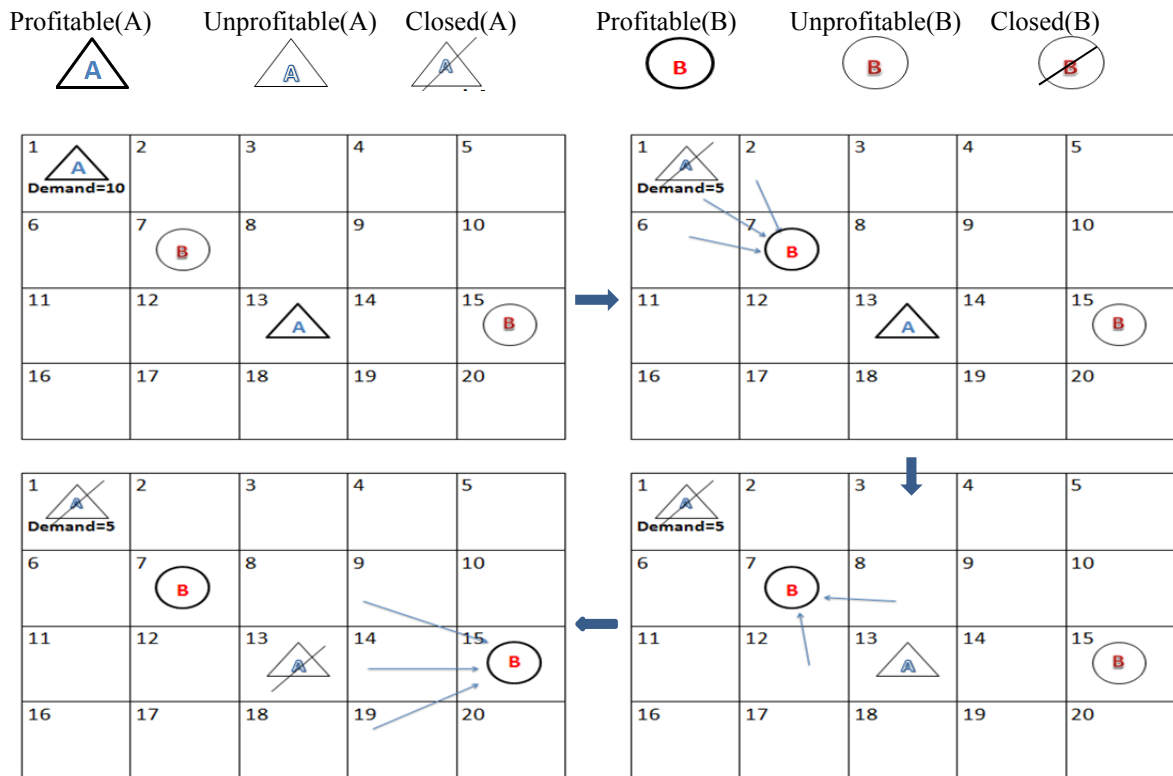 Profitable(A) Unprofitable(A) Closed(A) Profitable(B) Unprofitable(B) Closed(B)
A A A B B B
1 2 3 4 5
A
Demand=10
6 7 8 9 10
B
11 12 13 14 15
A B
16 17 18 19 20
1 2 3 4 5
A
Demand=5
6 7 8 9 10
B
11 12 13 14 15
A B
16 17 18 19 20
1 2 3 4 5
A
Demand=5
6 7 8 9 10
B
11 12 13 14 15
A B
16 17 18 19 20
1 2 3 4 5
A
Demand=5
6 7 8 9 10
B
11 12 13 14 15
A B
16 17 18 19 20